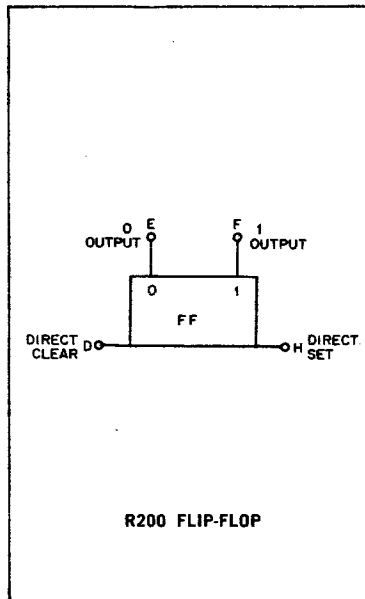 0 E F 1
OUTPUT OUTPUT
0 1
FF
DIRECT D H DIRECT
CLEAR SET
R200 FLIP-FLOP